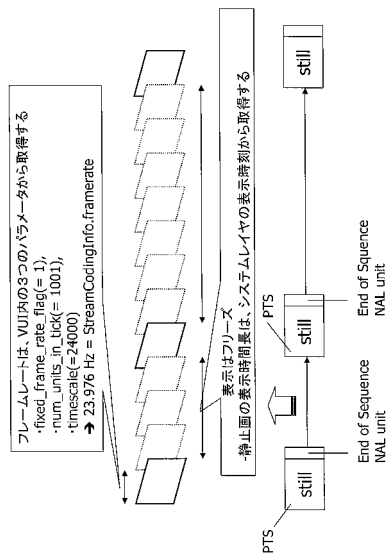 フレームレートは、VUI内の3つのパラメータから取得する
・fixed_frame_rate_flag(= 1),
・num_units_in_tick(= 1001),
・timescale(=24000)
➔ 23.976 Hz = StreamCodingInfo.framerate
表示はフリーズ
-静止画の表示時間長は、システムレイヤの表示時刻から取得する
PTS
still
End of Sequence
NAL unit
PTS
still
End of Squence
NAL unit
still